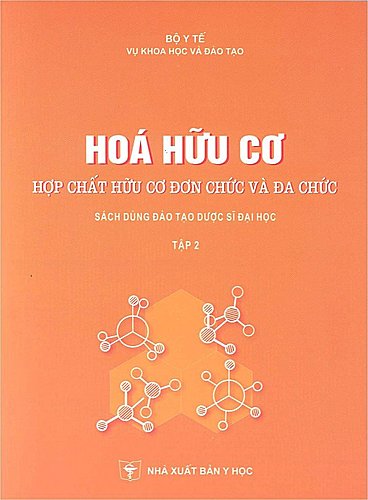 BỘ Y TẾ
VỤ KHOA HỌC VÀ ĐÀO TẠO
HOÁ HỮU CƠ
HỢP CHẤT HỮU CƠ ĐƠN CHỨC VÀ ĐA CHỨC
SÁCH DÙNG ĐÀO TẠO DƯỢC SĨ ĐẠI HỌC
TẬP 2
NHÀ XUẤT BẢN Y HỌC